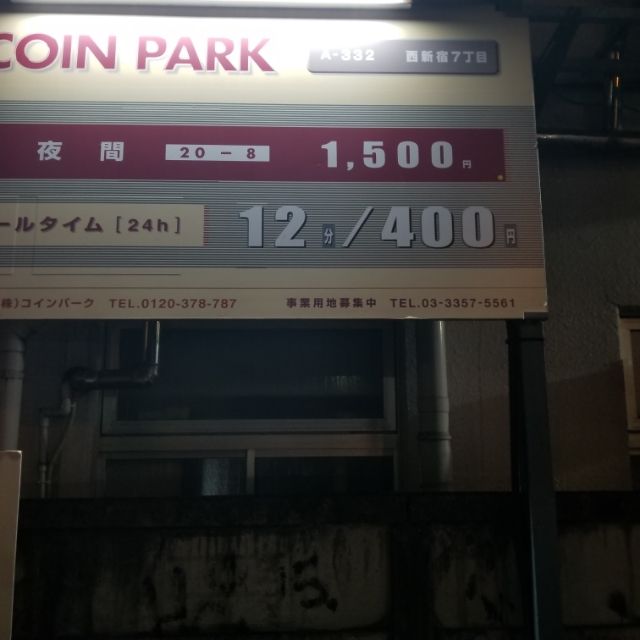 COIN PARK
A-332 西新宿7丁目
夜間 20-8 1,500円
ールタイム [24h] 12分/400円
(株)コインパーク TEL.0120-378-787 事業用地募集中 TEL.03-3357-5561